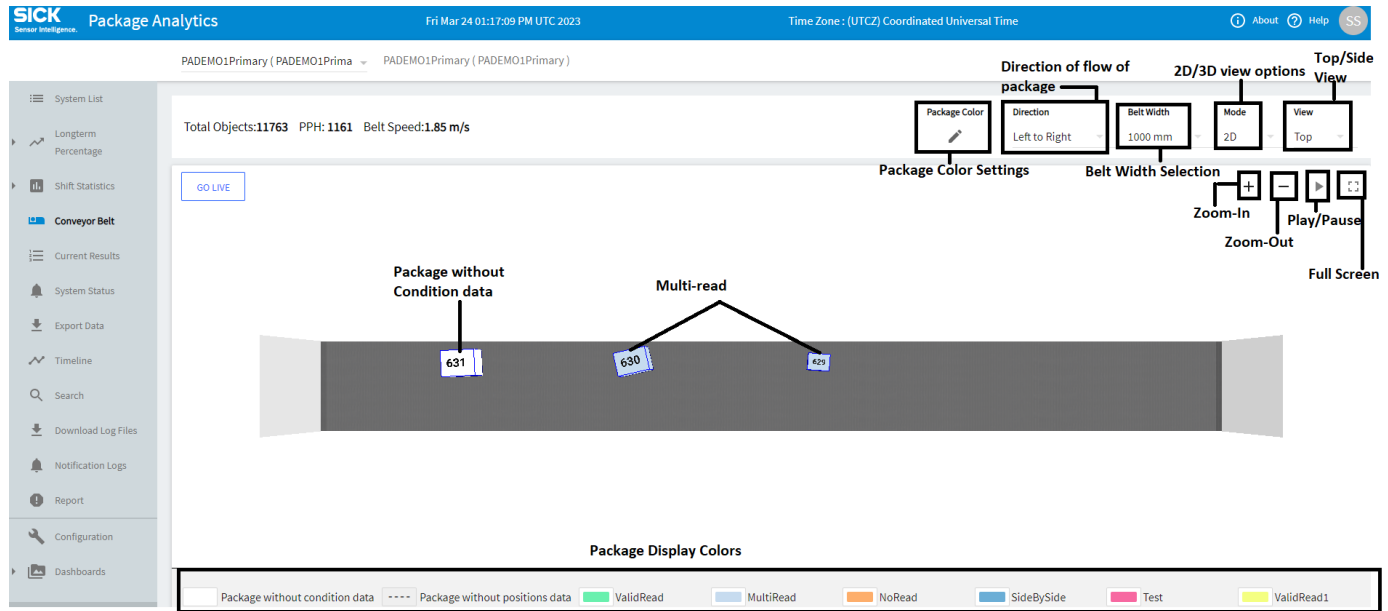 SICK
Sensor Intelligence.
Package Analytics
Fri Mar 24 01:17:09 PM UTC 2023
Time Zone : (UTCZ) Coordinated Universal Time
About
Help
SS
PADEMO1Primary ( PADEMO1Prima
PADEMO1Primary ( PADEMO1Primary )
Direction of flow of
package
2D/3D view options
Top/Side
View
System List
Longterm
Percentage
Shift Statistics
Conveyor Belt
Current Results
System Status
Export Data
Timeline
Search
Download Log Files
Notification Logs
Report
Configuration
Dashboards
Total Objects:11763 PPH: 1161 Belt Speed:1.85 m/s
Package Color
Direction
Left to Right
Belt Width
1000 mm
Mode
2D
View
Top
Package Color Settings
Belt Width Selection
GO LIVE
Zoom-In
Play/Pause
Zoom-Out
Full Screen
Package without
Condition data
Multi-read
631
630
629
Package Display Colors
Package without condition data
Package without positions data
ValidRead
MultiRead
NoRead
SideBySide
Test
ValidRead1